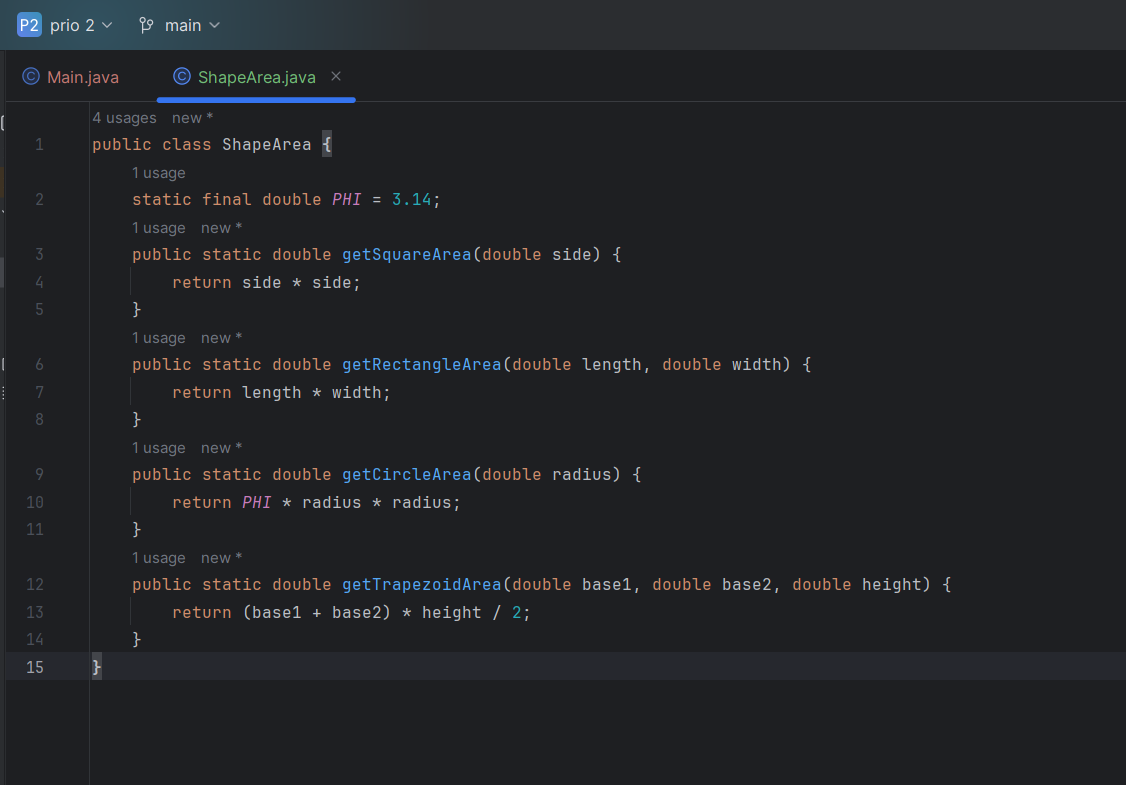 P2 prio 2 main
Main.java ShapeArea.java
4 usages new *
1 public class ShapeArea {
1 usage
2 static final double PHI = 3.14;
1 usage new *
3 public static double getSquareArea(double side) {
4 return side * side;
5 }
1 usage new *
6 public static double getRectangleArea(double length, double width) {
7 return length * width;
8 }
1 usage new *
9 public static double getCircleArea(double radius) {
10 return PHI * radius * radius;
11 }
1 usage new *
12 public static double getTrapezoidArea(double base1, double base2, double height) {
13 return (base1 + base2) * height / 2;
14 }
15 }